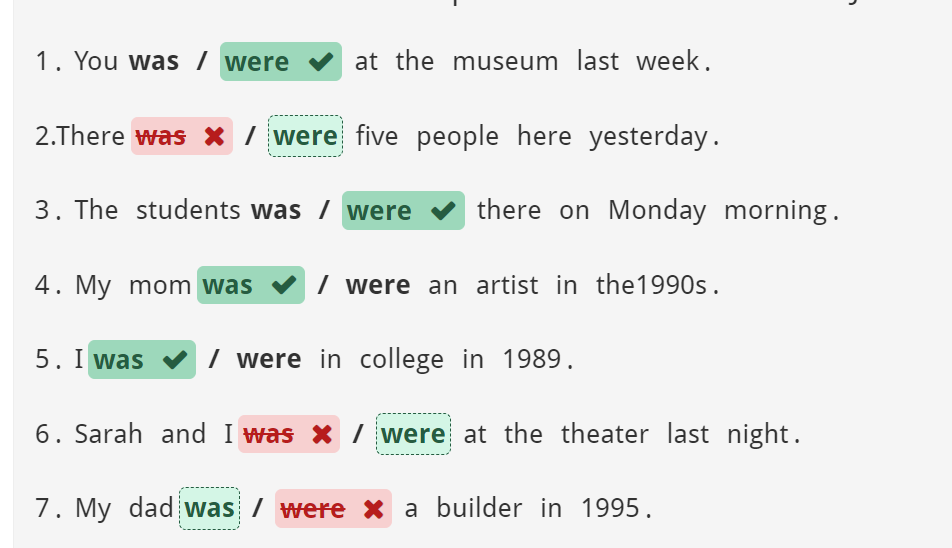 1. You was / were ✔ at the museum last week.
2.There was ✖ / were five people here yesterday.
3. The students was / were ✔ there on Monday morning.
4. My mom was ✔ / were an artist in the1990s.
5. I was ✔ / were in college in 1989.
6. Sarah and I was ✖ / were at the theater last night.
7. My dad was / were ✖ a builder in 1995.